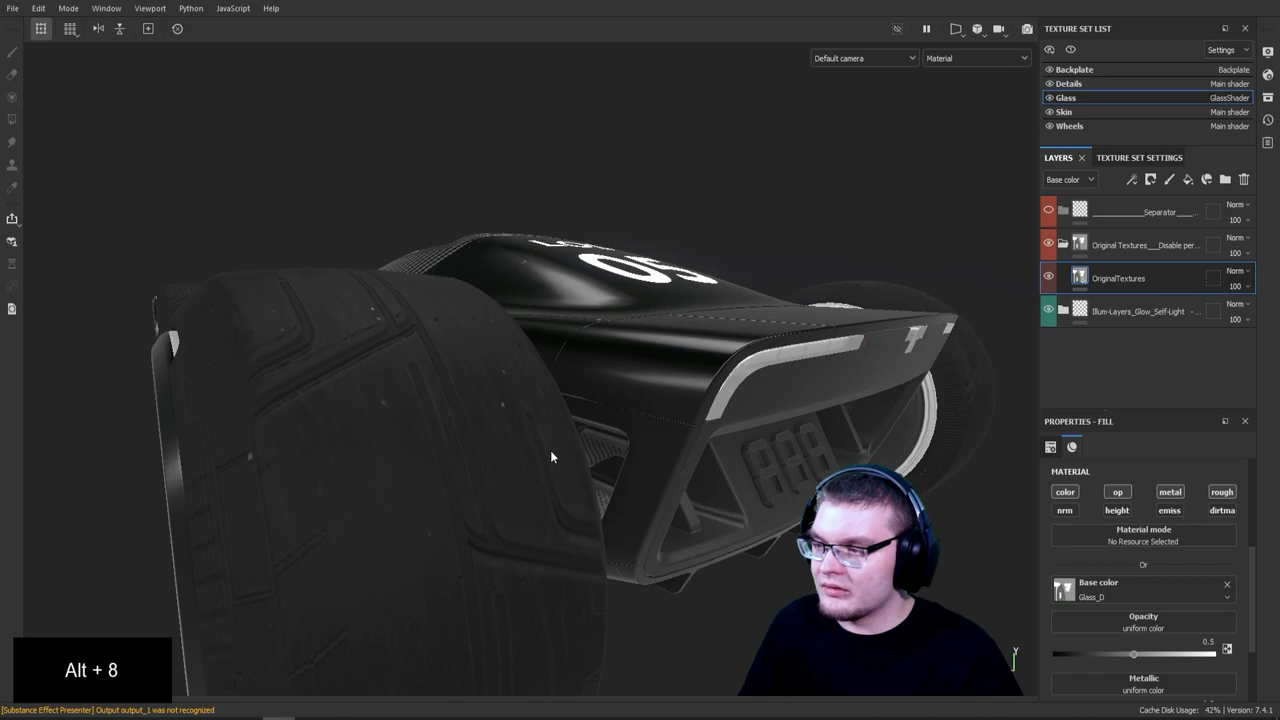 File Edit Mode Window Viewport Python JavaScript Help
Default camera
Material
TEXTURE SET LIST
Settings
Backplate Backplate
Details Main shader
Glass GlassShader
Skin Main shader
Wheels Main shader
LAYERS TEXTURE SET SETTINGS
Base color
Norm
____________Separator____...
100
Norm
Original Textures___Disable per...
100
Norm
OriginalTextures
100
Norm
Illum-Layers_Glow_Self-Light - ...
100
PROPERTIES - FILL
MATERIAL
color op metal rough
nrm height emiss dirtma
Material mode
No Resource Selected
Or
Base color
Glass_D
Opacity
uniform color
0.5
Metallic
uniform color
05
AAA
Y
Alt + 8
[Substance Effect Presenter] Output output_1 was not recognized
Cache Disk Usage: 42% | Version: 7.4.1